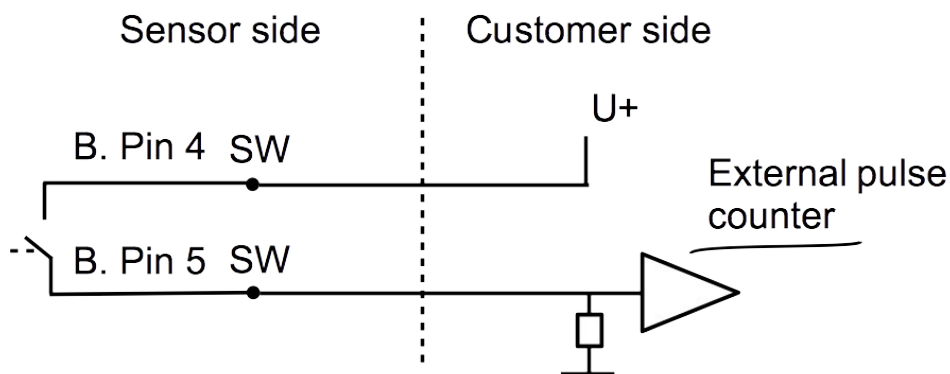 Sensor side
Customer side
U+
B. Pin 4 SW
External pulse
counter
B. Pin 5 SW